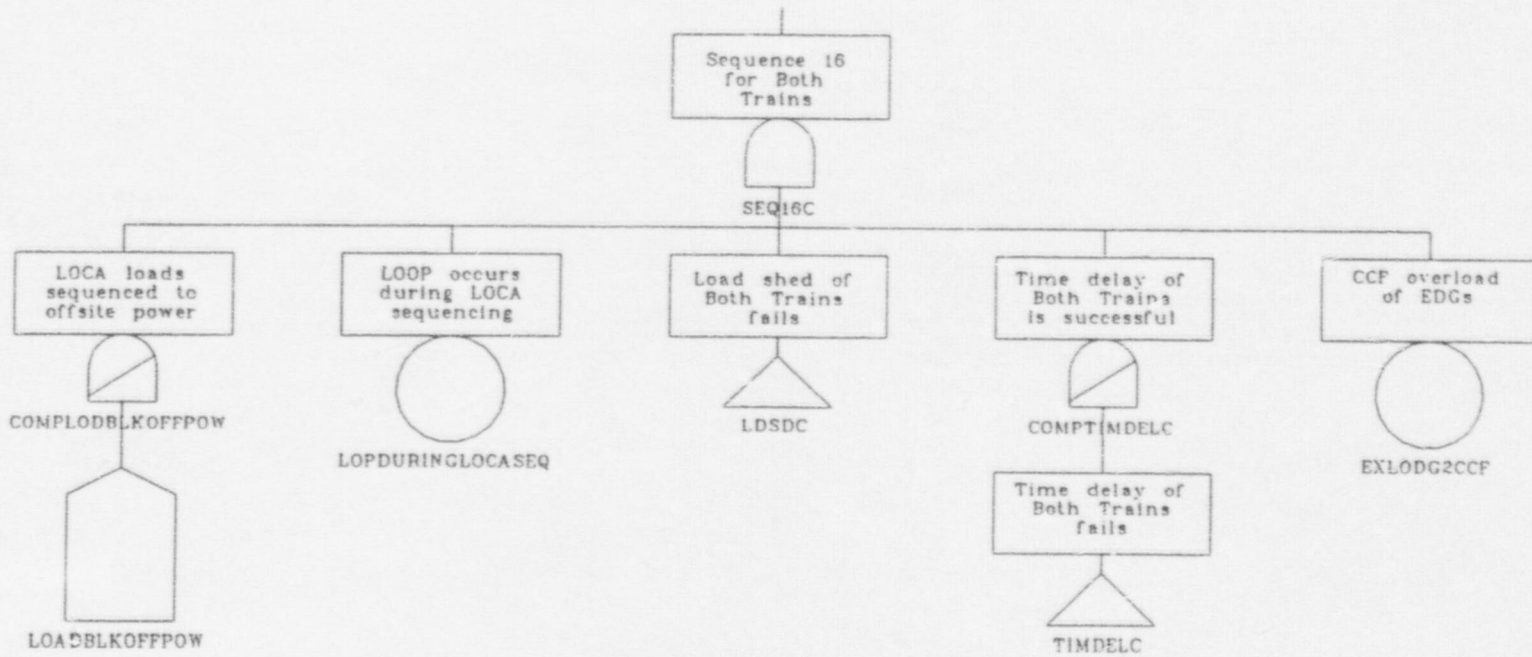 Sequence 16
for Both
Trains
SEQ16C
LOCA loads
sequenced to
offsite power
COMPLODBLKOFFPOW
LOADBLKOFFPOW
LOOP occurs
during LOCA
sequencing
LOPDURINGLOCASEQ
Load shed of
Both Trains
fails
LDSDC
Time delay of
Both Trains
is successful
COMPTIMDELC
Time delay of
Both Trains
fails
TIMDELC
CCF overload
of EDGs
EXLODG2CCF